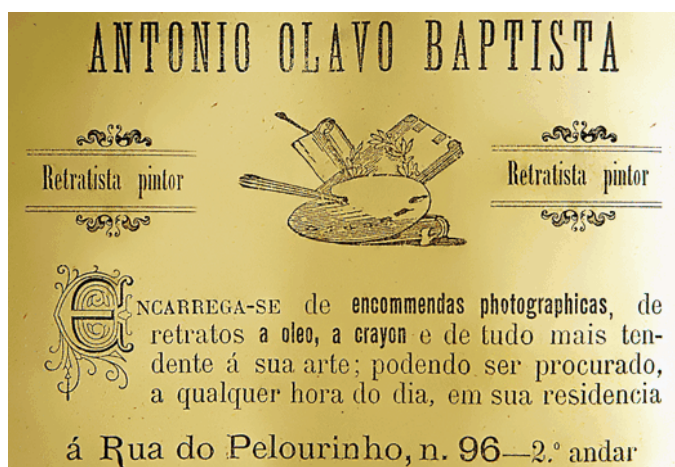 ANTONIO OLAVO BAPTISTA
Retratista pintor
Retratista pintor
ENCARREGA-SE de encommendas photographicas, de
retratos a oleo, a crayon e de tudo mais ten-
dente á sua arte; podendo ser procurado,
a qualquer hora do dia, em sua residencia
á Rua do Pelourinho, n. 96—2.º andar